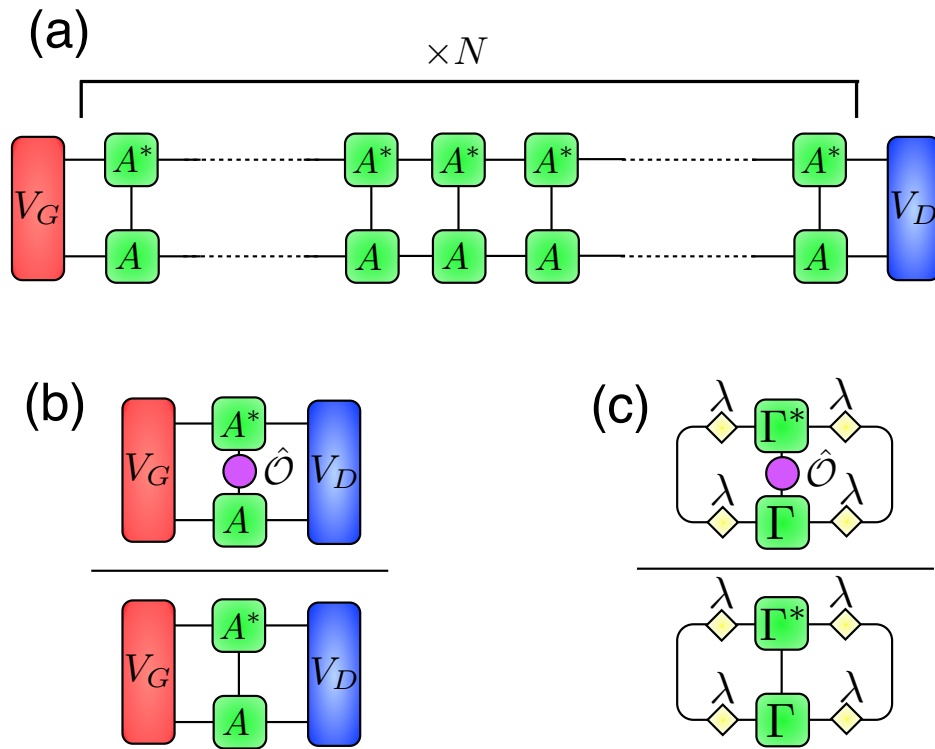 (a)
×N
V_G A* A* A* A* A* V_D
A A A A A
(b) (c)
λ λ
V_G A* Ô V_D Γ* Ô
A λ Γ λ
λ λ
V_G A* V_D Γ*
A λ Γ λ